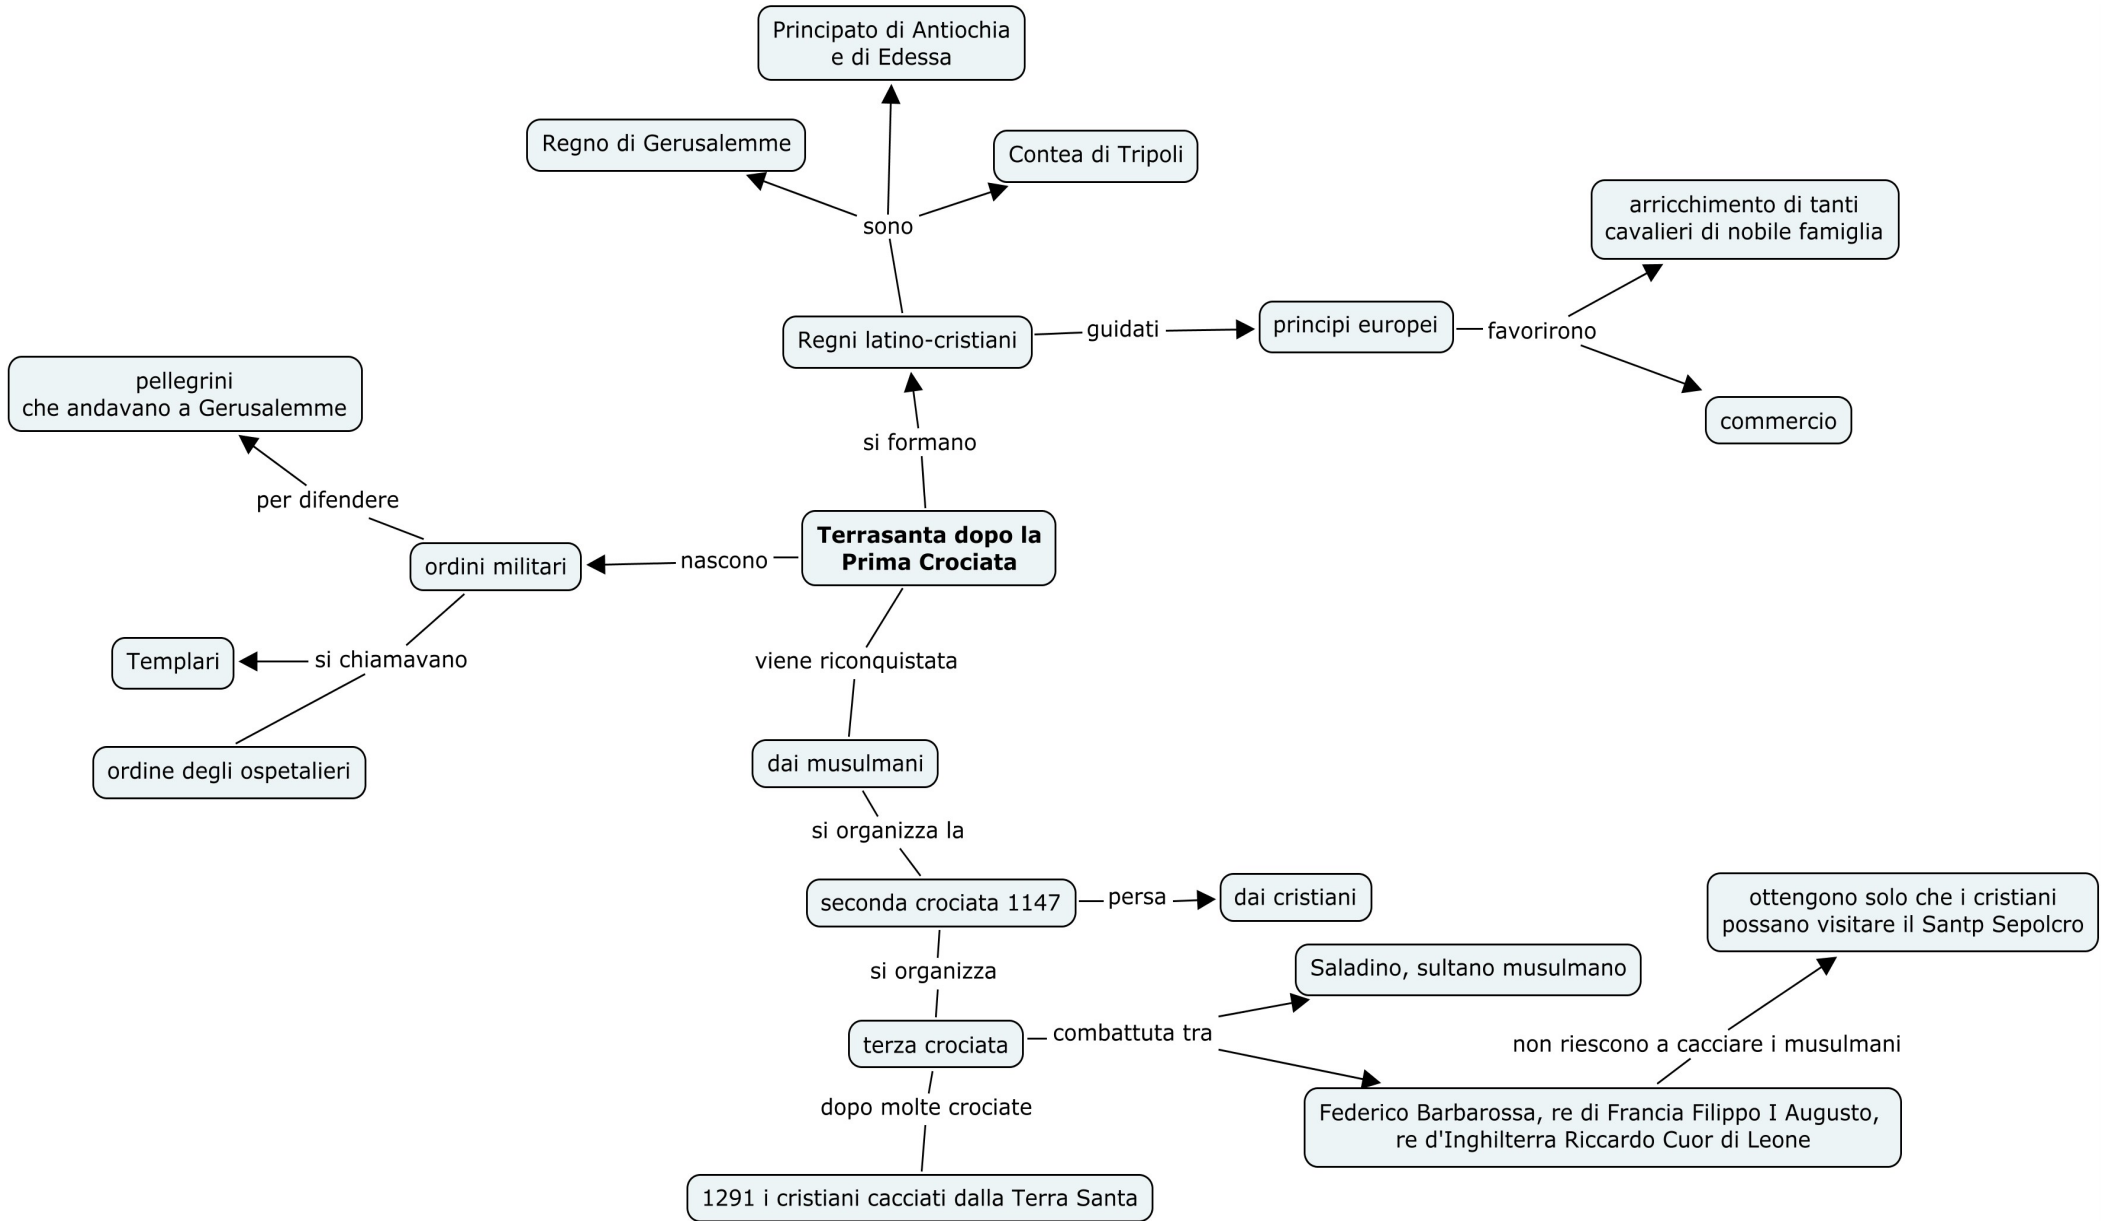 Principato di Antiochia
e di Edessa
Regno di Gerusalemme
Contea di Tripoli
sono
arricchimento di tanti
cavalieri di nobile famiglia
Regni latino-cristiani
guidati
principi europei
favorirono
commercio
pellegrini
che andavano a Gerusalemme
si formano
per difendere
Terrasanta dopo la
Prima Crociata
nascono
ordini militari
Templari
si chiamavano
viene riconquistata
ordine degli ospetalieri
dai musulmani
si organizza la
seconda crociata 1147
persa
dai cristiani
ottengono solo che i cristiani
possano visitare il Santp Sepolcro
si organizza
Saladino, sultano musulmano
terza crociata
combattuta tra
non riescono a cacciare i musulmani
Federico Barbarossa, re di Francia Filippo I Augusto,
re d'Inghilterra Riccardo Cuor di Leone
dopo molte crociate
1291 i cristiani cacciati dalla Terra Santa